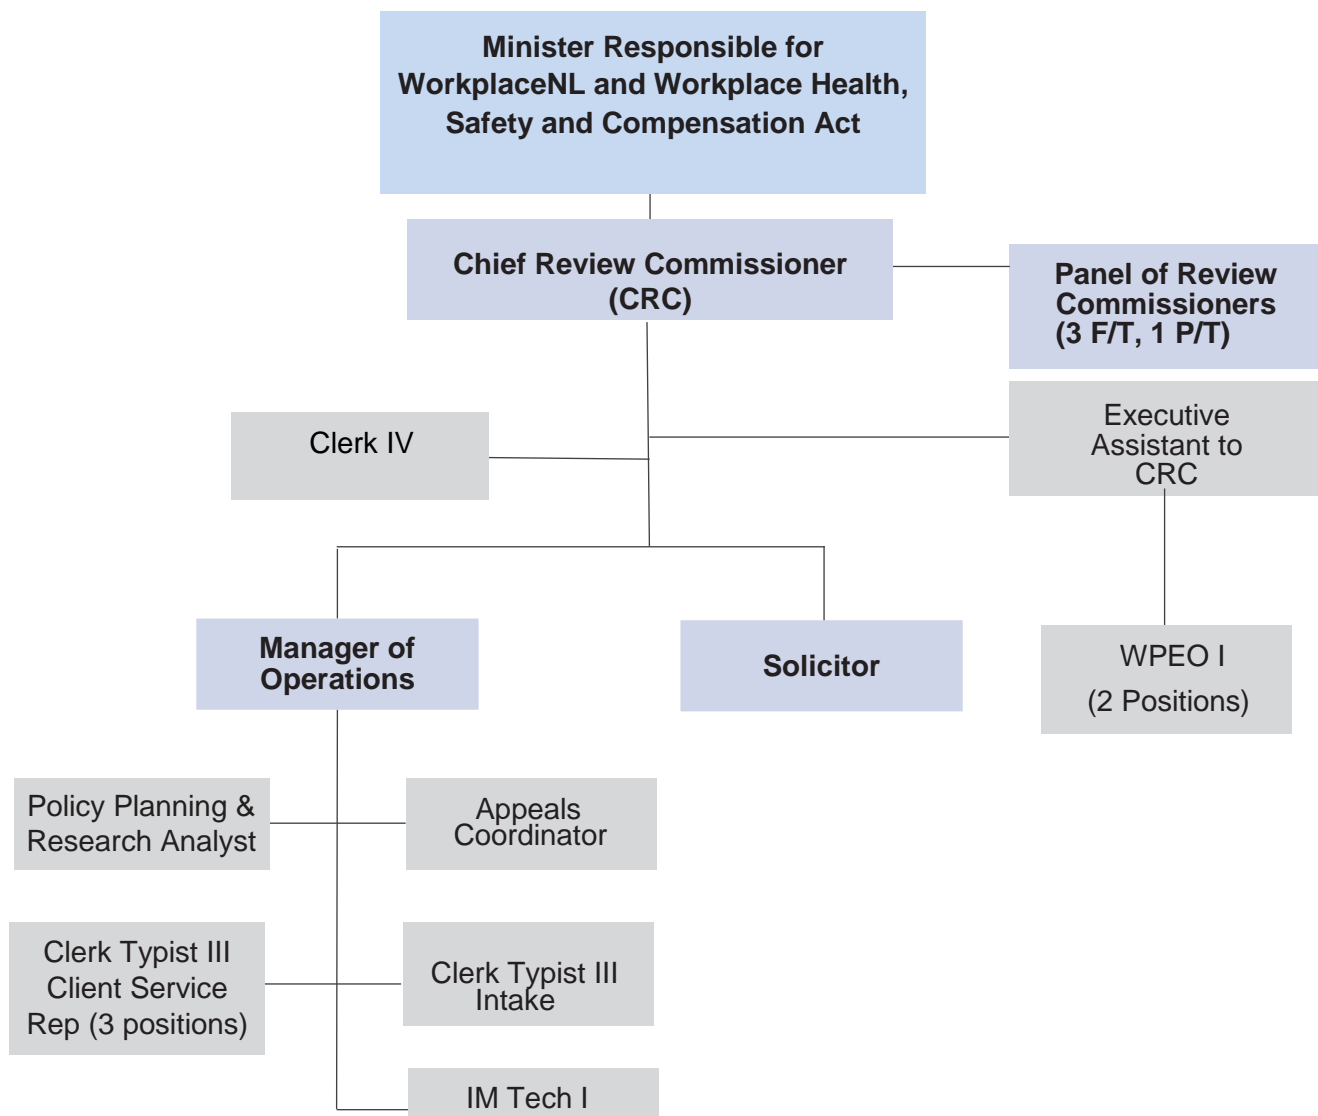 Minister Responsible for
WorkplaceNL and Workplace Health,
Safety and Compensation Act
Chief Review Commissioner
(CRC)
Panel of Review
Commissioners
(3 F/T, 1 P/T)
Clerk IV
Executive
Assistant to
CRC
Manager of
Operations
Solicitor
WPEO I
(2 Positions)
Policy Planning &
Research Analyst
Appeals
Coordinator
Clerk Typist III
Client Service
Rep (3 positions)
Clerk Typist III
Intake
IM Tech I